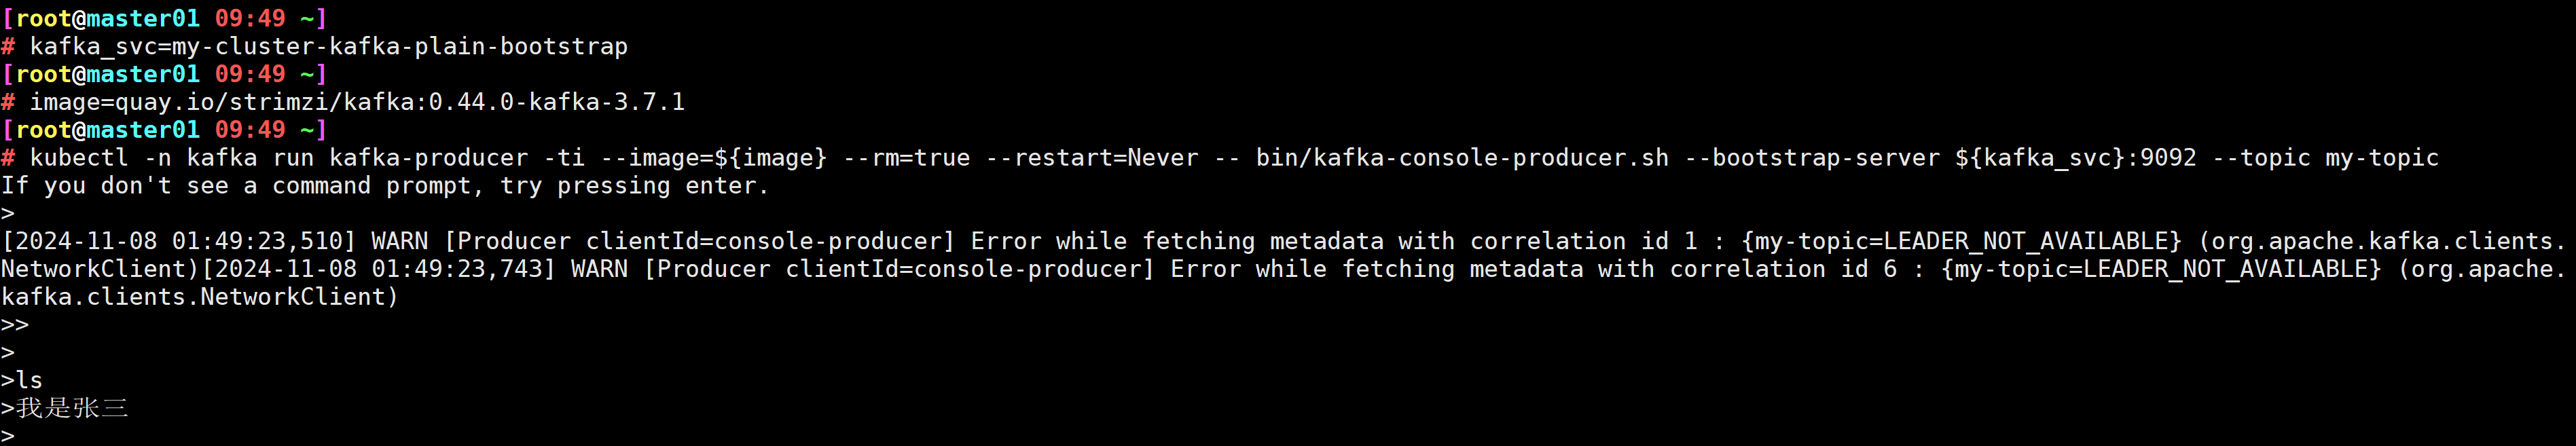 [root@master01 09:49 ~]
# kafka_svc=my-cluster-kafka-plain-bootstrap
[root@master01 09:49 ~]
# image=quay.io/strimzi/kafka:0.44.0-kafka-3.7.1
[root@master01 09:49 ~]
# kubectl -n kafka run kafka-producer -ti --image=${image} --rm=true --restart=Never -- bin/kafka-console-producer.sh --bootstrap-server ${kafka_svc}:9092 --topic my-topic
If you don't see a command prompt, try pressing enter.
>
[2024-11-08 01:49:23,510] WARN [Producer clientId=console-producer] Error while fetching metadata with correlation id 1 : {my-topic=LEADER_NOT_AVAILABLE} (org.apache.kafka.clients.
NetworkClient)[2024-11-08 01:49:23,743] WARN [Producer clientId=console-producer] Error while fetching metadata with correlation id 6 : {my-topic=LEADER_NOT_AVAILABLE} (org.apache.
kafka.clients.NetworkClient)
>>
>
>ls
>我是张三
>